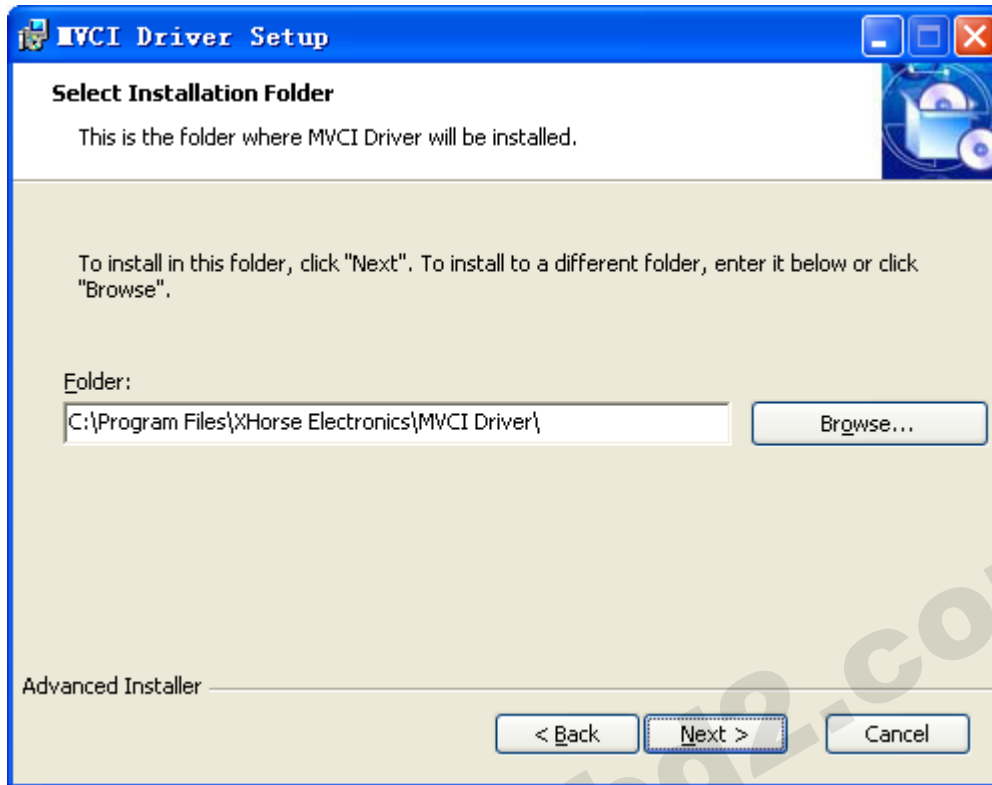 MVCI Driver Setup
Select Installation Folder
This is the folder where MVCI Driver will be installed.
To install in this folder, click "Next". To install to a different folder, enter it below or click
"Browse".
Folder:
C:\Program Files\XHorse Electronics\MVCI Driver\
Browse...
Advanced Installer
< Back
Next >
Cancel